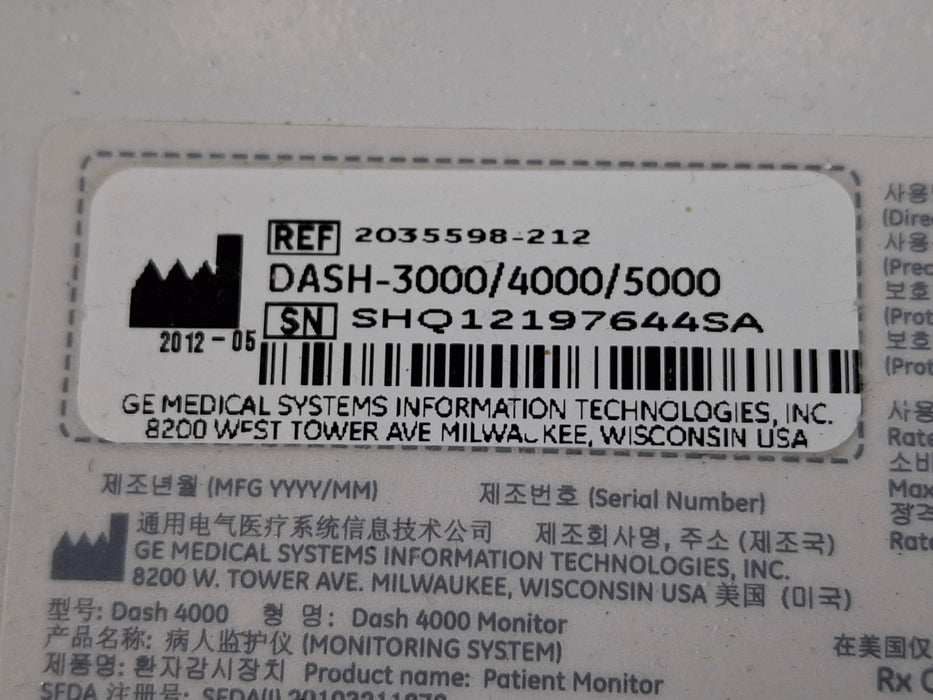 REF 2035598-212
DASH-3000/4000/5000
SN SHQ12197644SA
2012-05
GE MEDICAL SYSTEMS INFORMATION TECHNOLOGIES, INC.
8200 WEST TOWER AVE MILWAUKEE, WISCONSIN USA
제조년월 (MFG YYYY/MM) 제조번호 (Serial Number)
通用电气医疗系统信息技术公司 제조회사명, 주소 (제조국)
GE MEDICAL SYSTEMS INFORMATION TECHNOLOGIES, INC.
8200 W. TOWER AVE. MILWAUKEE, WISCONSIN USA 美国 (미국)
型号: Dash 4000 형 명: Dash 4000 Monitor
产品名称: 病人监护仪 (MONITORING SYSTEM)
제품명: 환자감시장치 Product name: Patient Monitor
SFDA 注册号: SFDA(I)
사용
(Dire
사용
(Prec
보호
(Prot
보호
(Prot
사용
Rate
소비
Max
정격
Rate
在美国仅
Rx